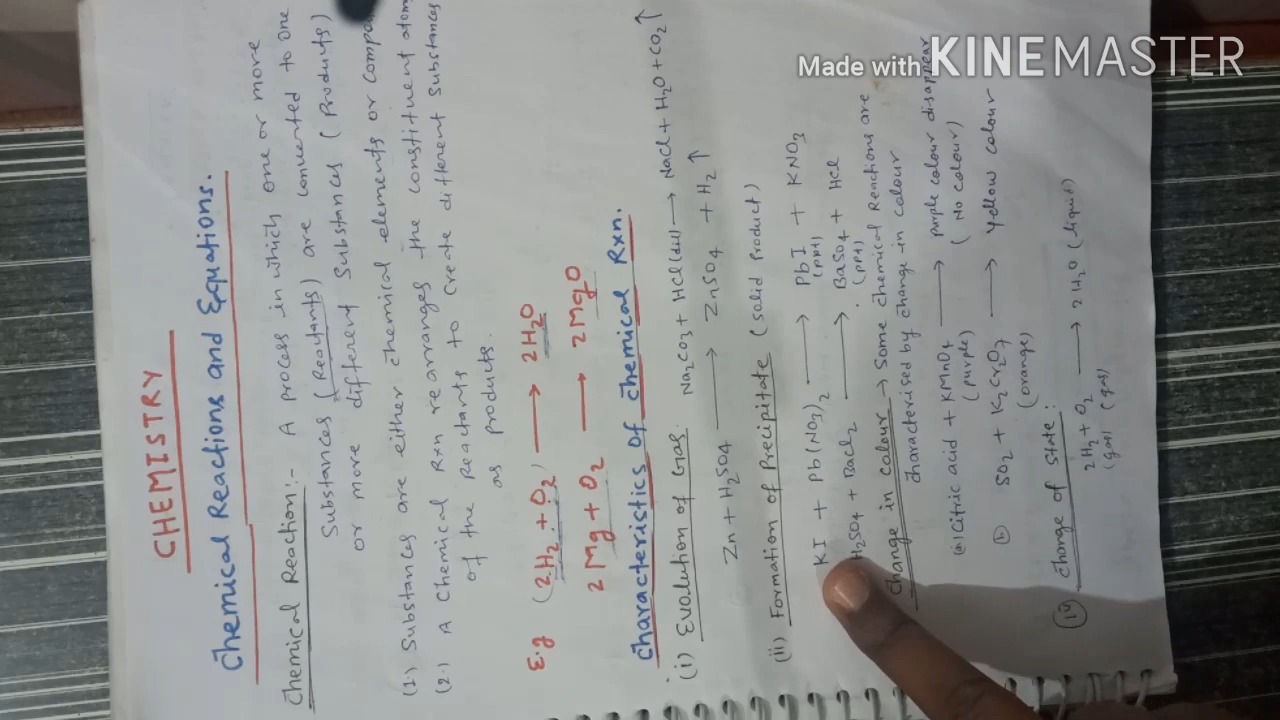 Made with KINEMASTER
CHEMISTRY
Chemical Reactions and Equations.
Chemical Reaction:- A process in which one or more
Substances (Reactants) are converted to one
or more different Substances (Products)
(1.) Substances are either chemical elements or
(2.) A Chemical Rxn rearranges the constituent atom
of the Reactants to Create different Substances
as products.
E.g (2H2 + O2) → 2H2O
2Mg + O2 → 2MgO
Characteristics of Chemical Rxn.
(i) Evalution of Gas. Na2CO3 + HCl(dil) → NaCl + H2O + CO2↑
Zn + H2SO4 → ZnSO4 + H2↑
(ii) Formation of Precipitate (solid Product)
KI + Pb(NO3)2 → PbI + KNO3
(PPt)
H2SO4 + BaCl2 → BaSO4 + HCl
(PPt)
Change in Colour → Some Chemical Reactions are
characterised by change in Colour
Citric acid + KMnO4 → purple colour disappear
(purple) (No colour)
SO2 + K2Cr2O7 → Yellow colour
(orange)
(iv) Change of State:
2H2 + O2 → 2H2O (liquid)
(gas) (gas)